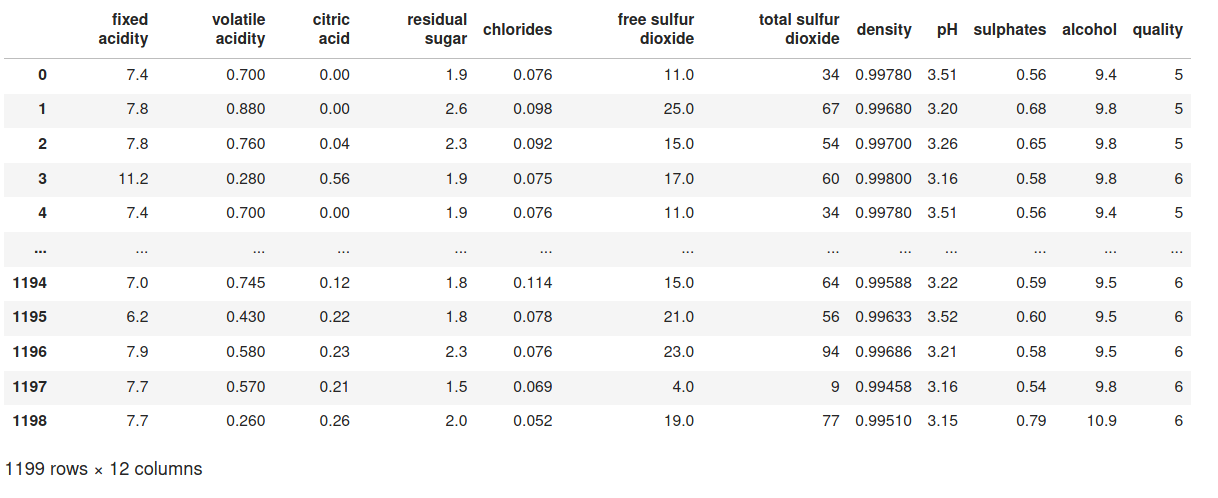 fixed acidity volatile acidity citric acid residual sugar chlorides free sulfur dioxide total sulfur dioxide density pH sulphates alcohol quality
0 7.4 0.700 0.00 1.9 0.076 11.0 34 0.99780 3.51 0.56 9.4 5
1 7.8 0.880 0.00 2.6 0.098 25.0 67 0.99680 3.20 0.68 9.8 5
2 7.8 0.760 0.04 2.3 0.092 15.0 54 0.99700 3.26 0.65 9.8 5
3 11.2 0.280 0.56 1.9 0.075 17.0 60 0.99800 3.16 0.58 9.8 6
4 7.4 0.700 0.00 1.9 0.076 11.0 34 0.99780 3.51 0.56 9.4 5
... ... ... ... ... ... ... ... ... ... ... ... ...
1194 7.0 0.745 0.12 1.8 0.114 15.0 64 0.99588 3.22 0.59 9.5 6
1195 6.2 0.430 0.22 1.8 0.078 21.0 56 0.99633 3.52 0.60 9.5 6
1196 7.9 0.580 0.23 2.3 0.076 23.0 94 0.99686 3.21 0.58 9.5 6
1197 7.7 0.570 0.21 1.5 0.069 4.0 9 0.99458 3.16 0.54 9.8 6
1198 7.7 0.260 0.26 2.0 0.052 19.0 77 0.99510 3.15 0.79 10.9 6
1199 rows × 12 columns